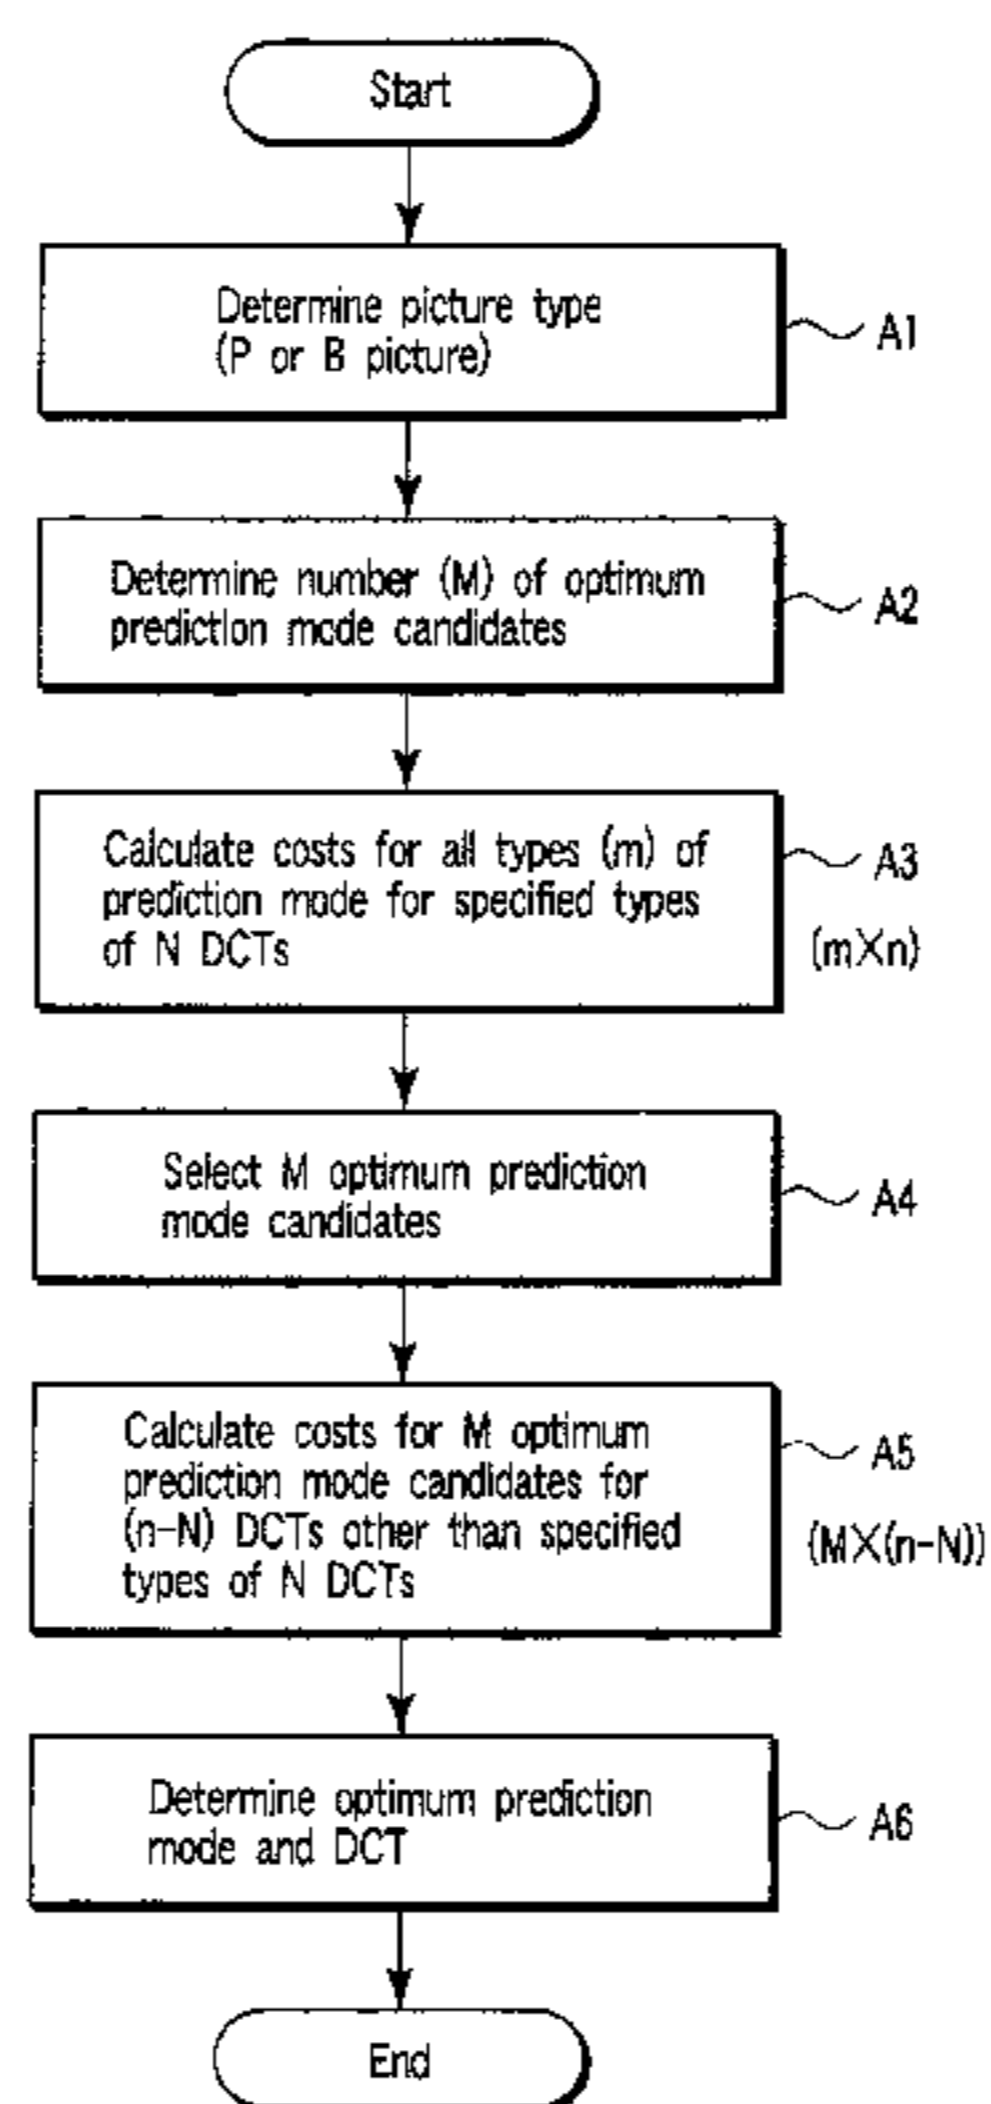 Start
Determine picture type
(P or B picture)
A1
Determine number (M) of optimum
prediction mode candidates
A2
Calculate costs for all types (m) of
prediction mode for specified types
of N DCTs
A3
(m×n)
Select M optimum prediction
mode candidates
A4
Calculate costs for M optimum
prediction mode candidates for
(n-N) DCTs other than specified
types of N DCTs
A5
(M×(n-N))
Determine optimum prediction
mode and DCT
A6
End